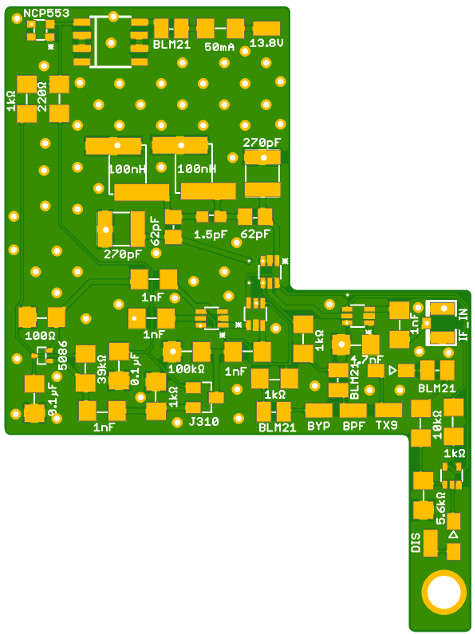 NCP553
BLM21
50mA
13.8V
1kΩ
220Ω
270pF
100nH
100nH
62pF
1.5pF
62pF
270pF
1nF
1nF
100Ω
1kΩ
1nF
IF_IN
5086
39kΩ
0.1µF
100kΩ
1nF
4.7nF
BLM21
BLM21
0.1µF
1nF
1kΩ
J310
1kΩ
BLM21
BYP
BPF
TX9
10kΩ
1kΩ
5.6kΩ
DIS